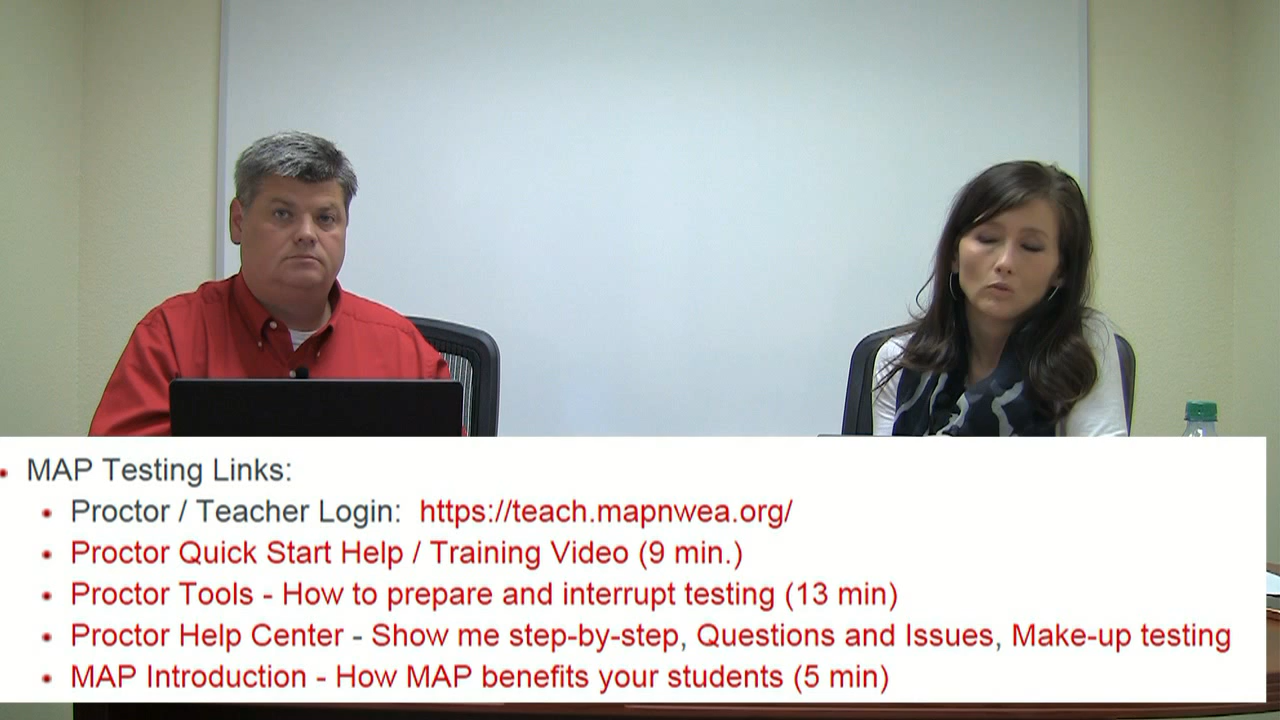 MAP Testing Links:
Proctor / Teacher Login: https://teach.mapnwea.org/
Proctor Quick Start Help / Training Video (9 min.)
Proctor Tools - How to prepare and interrupt testing (13 min)
Proctor Help Center - Show me step-by-step, Questions and Issues, Make-up testing
MAP Introduction - How MAP benefits your students (5 min)